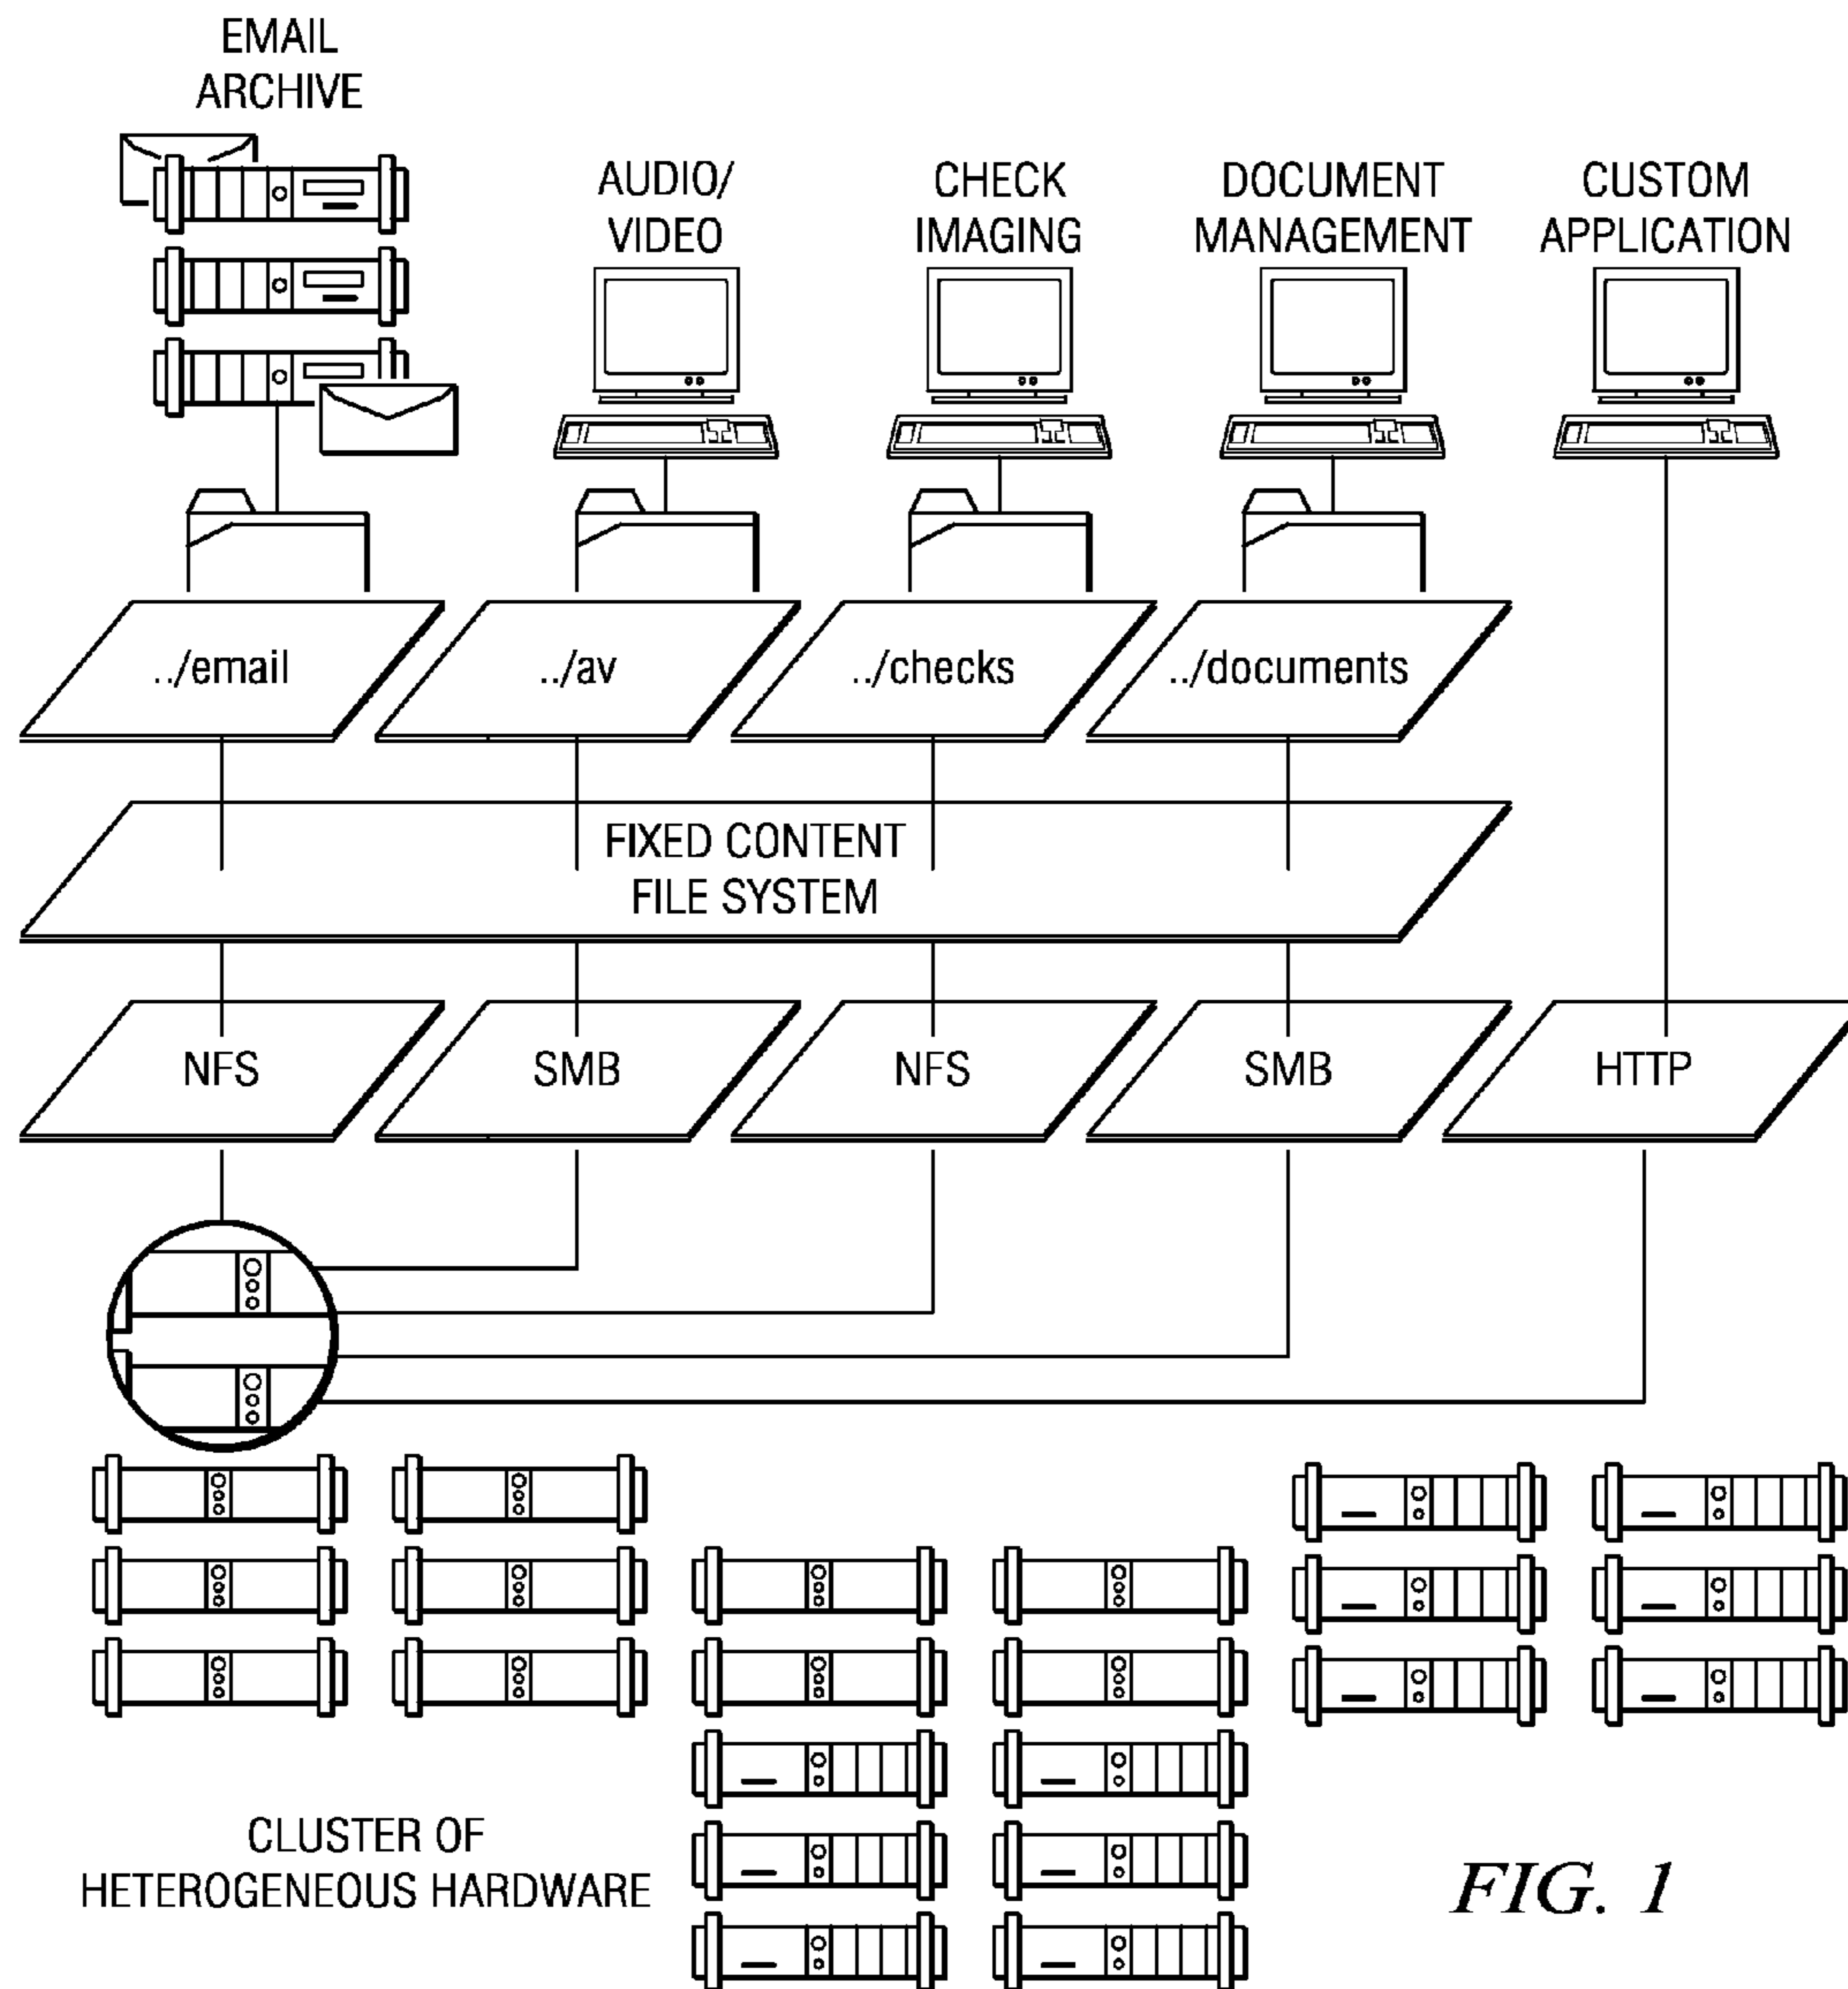 EMAIL
ARCHIVE
AUDIO/
VIDEO
CHECK
IMAGING
DOCUMENT
MANAGEMENT
CUSTOM
APPLICATION
../email
../av
../checks
../documents
FIXED CONTENT
FILE SYSTEM
NFS
SMB
NFS
SMB
HTTP
CLUSTER OF
HETEROGENEOUS HARDWARE
FIG. 1